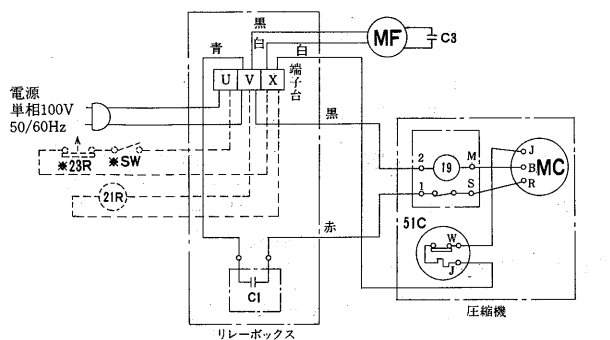 黒
白
白
青
MF
C3
U V X
端子台
電源
単相100V
50/60Hz
※23R
※SW
21R
黒
赤
C1
リレーボックス
2
19
M
1
S
J
B
R
MC
51C
W
J
圧縮機